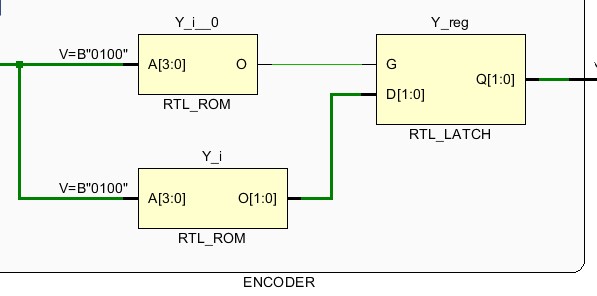 Y_i__0
V=B"0100"
A[3:0]
O
RTL_ROM
Y_reg
G
D[1:0]
Q[1:0]
RTL_LATCH
Y_i
V=B"0100"
A[3:0]
O[1:0]
RTL_ROM
ENCODER